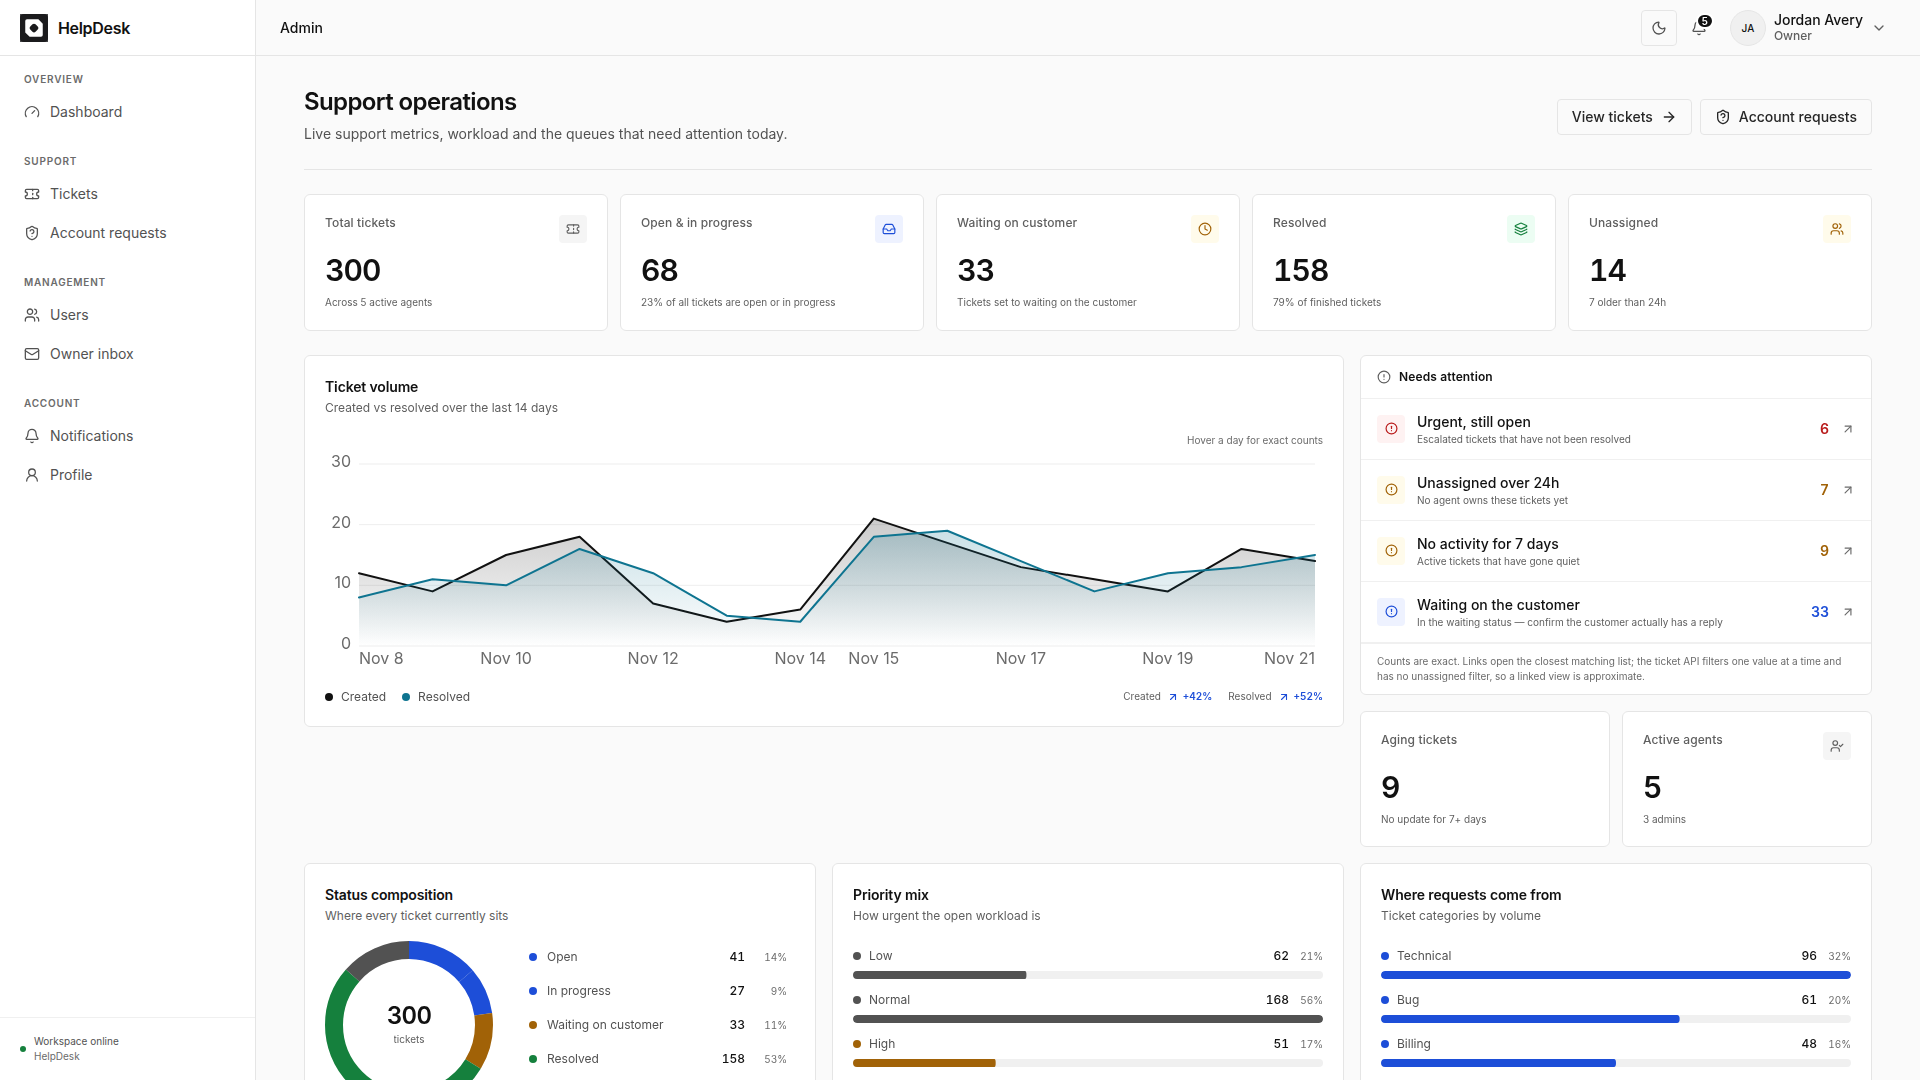 HelpDesk
Admin
5
JA
Jordan Avery
Owner
OVERVIEW
Dashboard
SUPPORT
Tickets
Account requests
MANAGEMENT
Users
Owner inbox
ACCOUNT
Notifications
Profile
Workspace online
HelpDesk
Support operations
Live support metrics, workload and the queues that need attention today.
View tickets
Account requests
Total tickets
300
Across 5 active agents
Open & in progress
68
23% of all tickets are open or in progress
Waiting on customer
33
Tickets set to waiting on the customer
Resolved
158
79% of finished tickets
Unassigned
14
7 older than 24h
Ticket volume
Created vs resolved over the last 14 days
Hover a day for exact counts
30
20
10
0
Nov 8 Nov 10 Nov 12 Nov 14 Nov 15 Nov 17 Nov 19 Nov 21
Created Resolved
Created +42% Resolved +52%
Needs attention
Urgent, still open
Escalated tickets that have not been resolved
6
Unassigned over 24h
No agent owns these tickets yet
7
No activity for 7 days
Active tickets that have gone quiet
9
Waiting on the customer
In the waiting status — confirm the customer actually has a reply
33
Counts are exact. Links open the closest matching list; the ticket API filters one value at a time and
has no unassigned filter, so a linked view is approximate.
Aging tickets
9
No update for 7+ days
Active agents
5
3 admins
Status composition
Where every ticket currently sits
300
tickets
Open 41 14%
In progress 27 9%
Waiting on customer 33 11%
Resolved 158 53%
Priority mix
How urgent the open workload is
Low 62 21%
Normal 168 56%
High 51 17%
Where requests come from
Ticket categories by volume
Technical 96 32%
Bug 61 20%
Billing 48 16%